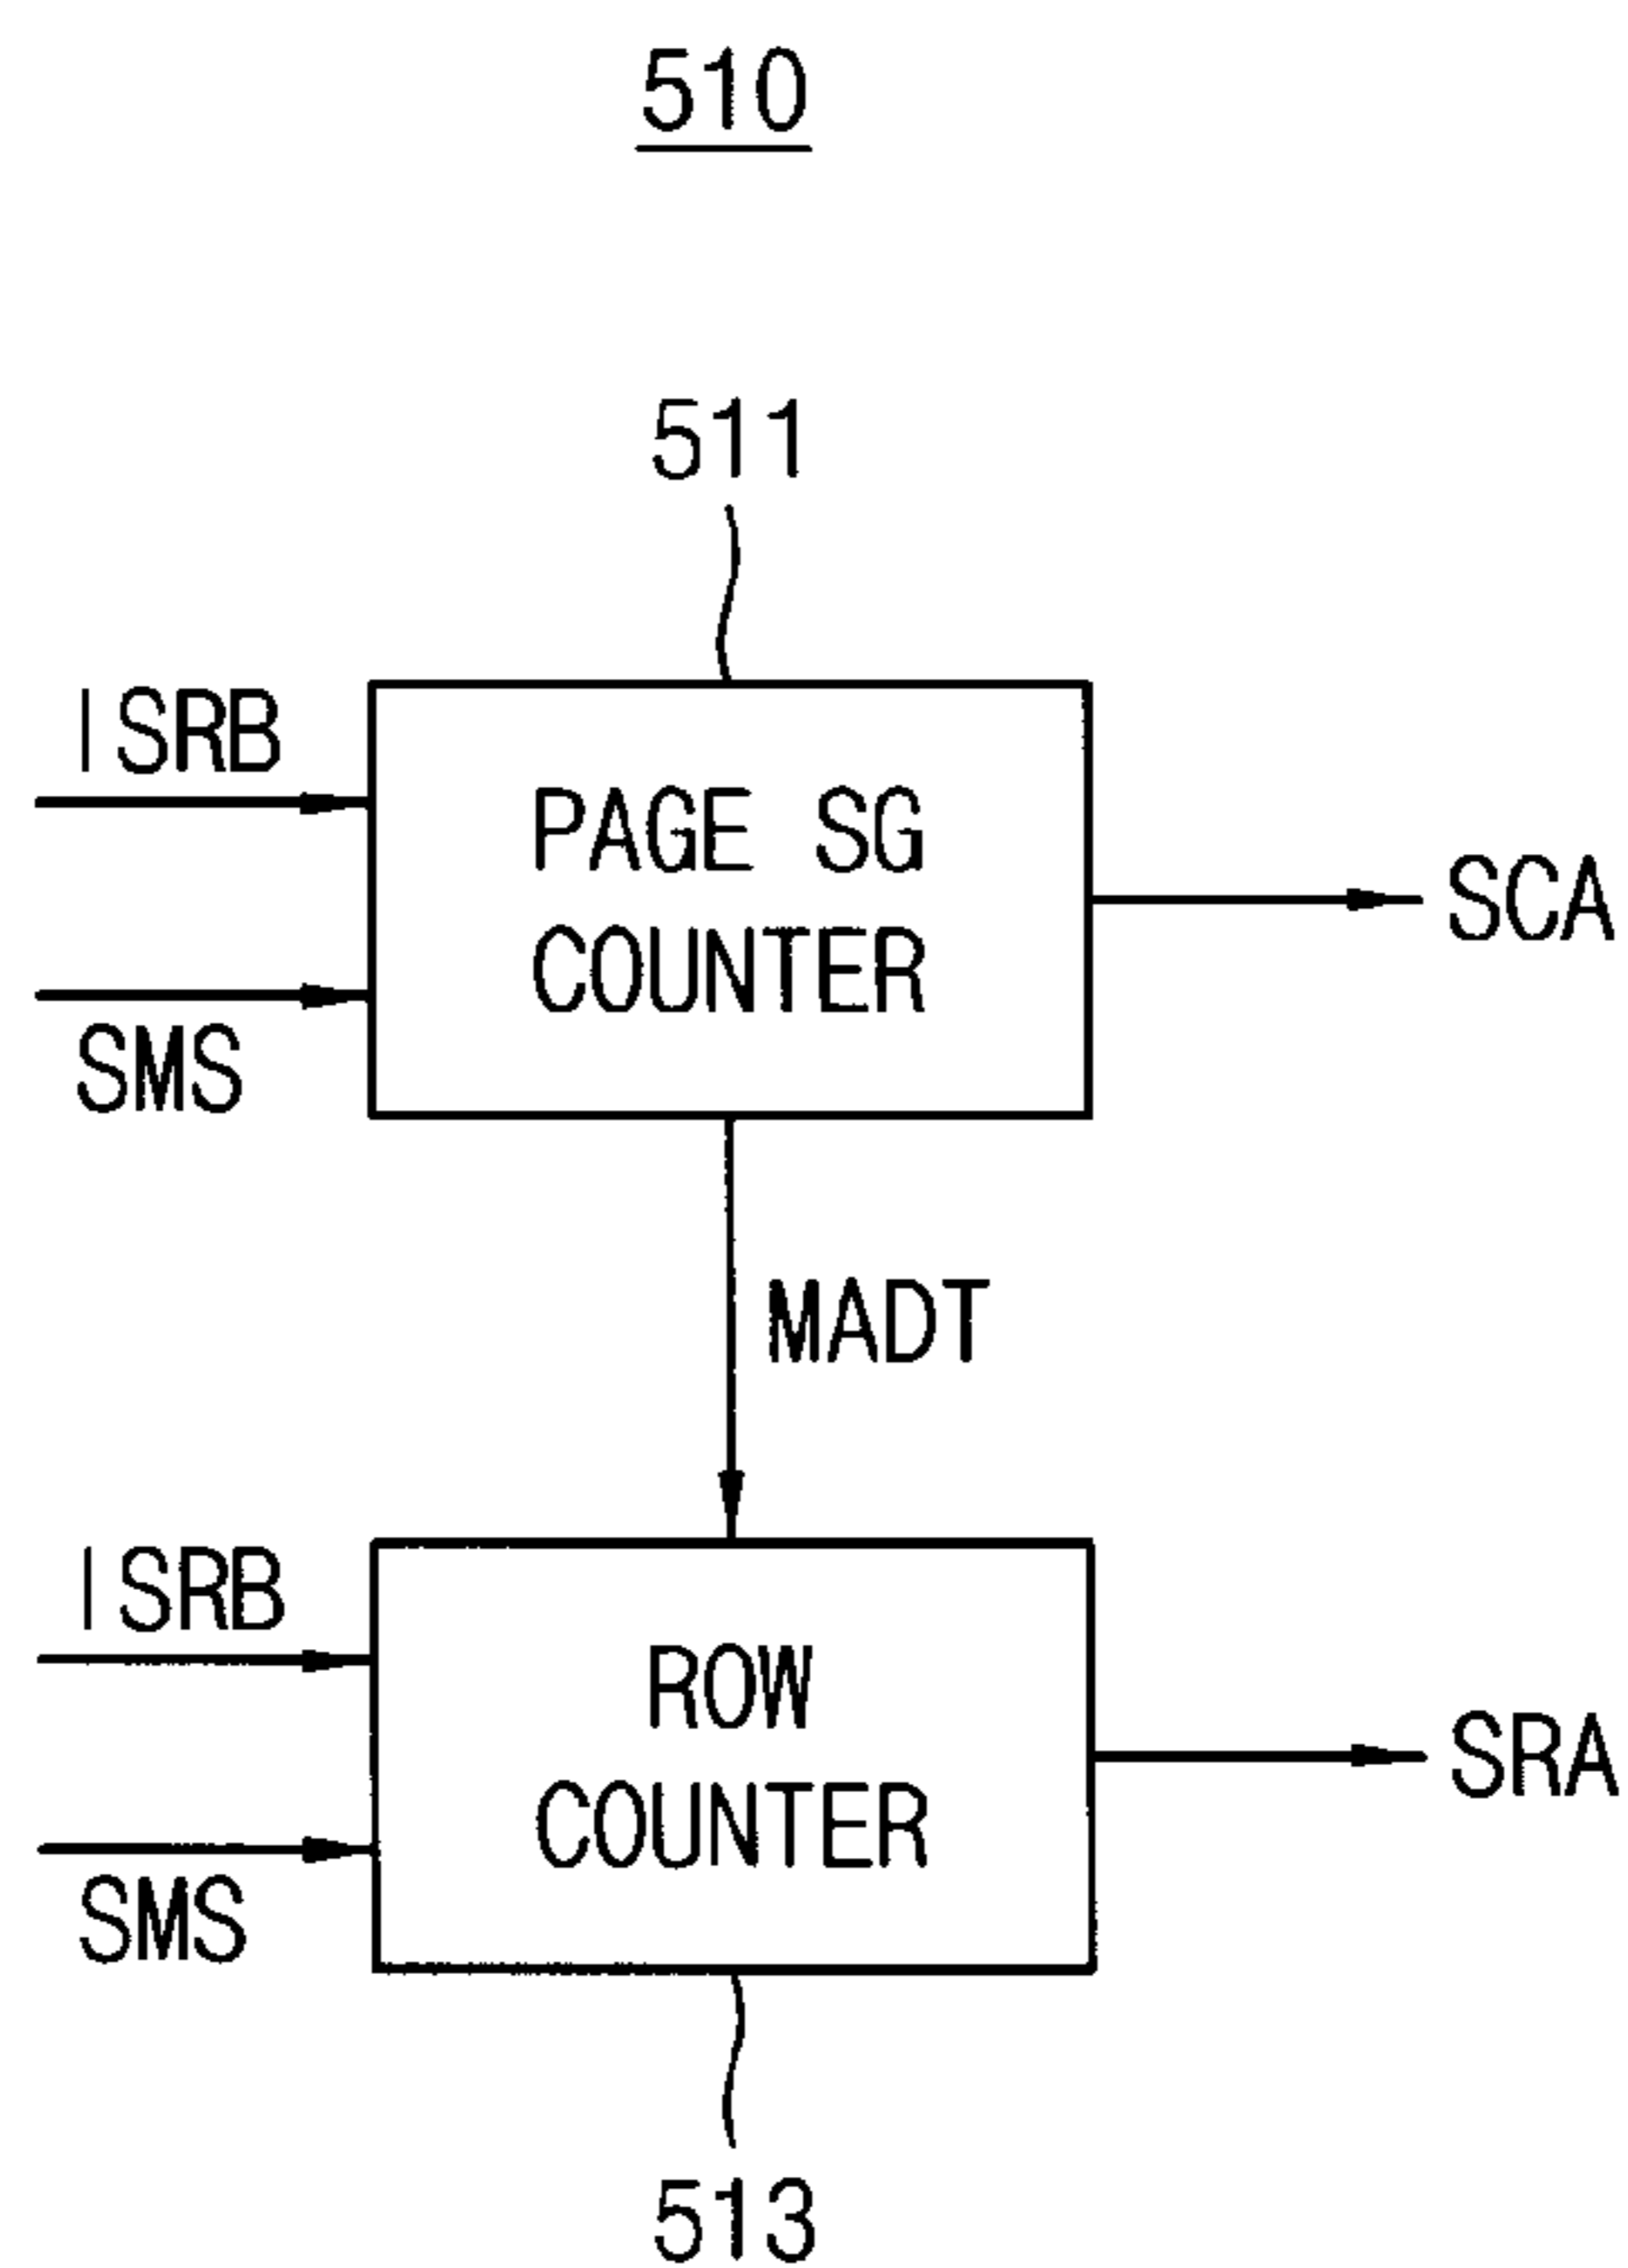 510
511
ISRB
PAGE SG
COUNTER
SCA
SMS
MADT
ISRB
ROW
COUNTER
SRA
SMS
513